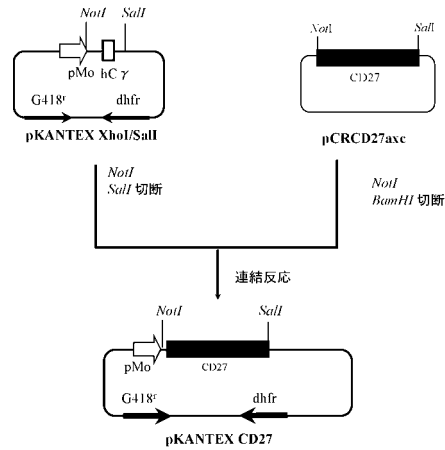 NotI SalI
pMo hC γ
G418r dhfr
pKANTEX XhoI/SalI
NotI SalI
CD27
pCRCD27axc
NotI
SalI 切断
NotI
BamHI 切断
連結反応
NotI SalI
pMo CD27
G418r dhfr
pKANTEX CD27